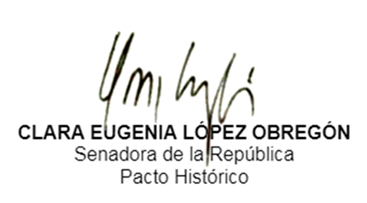 CLARA EUGENIA LÓPEZ OBREGÓN
Senadora de la República
Pacto Histórico